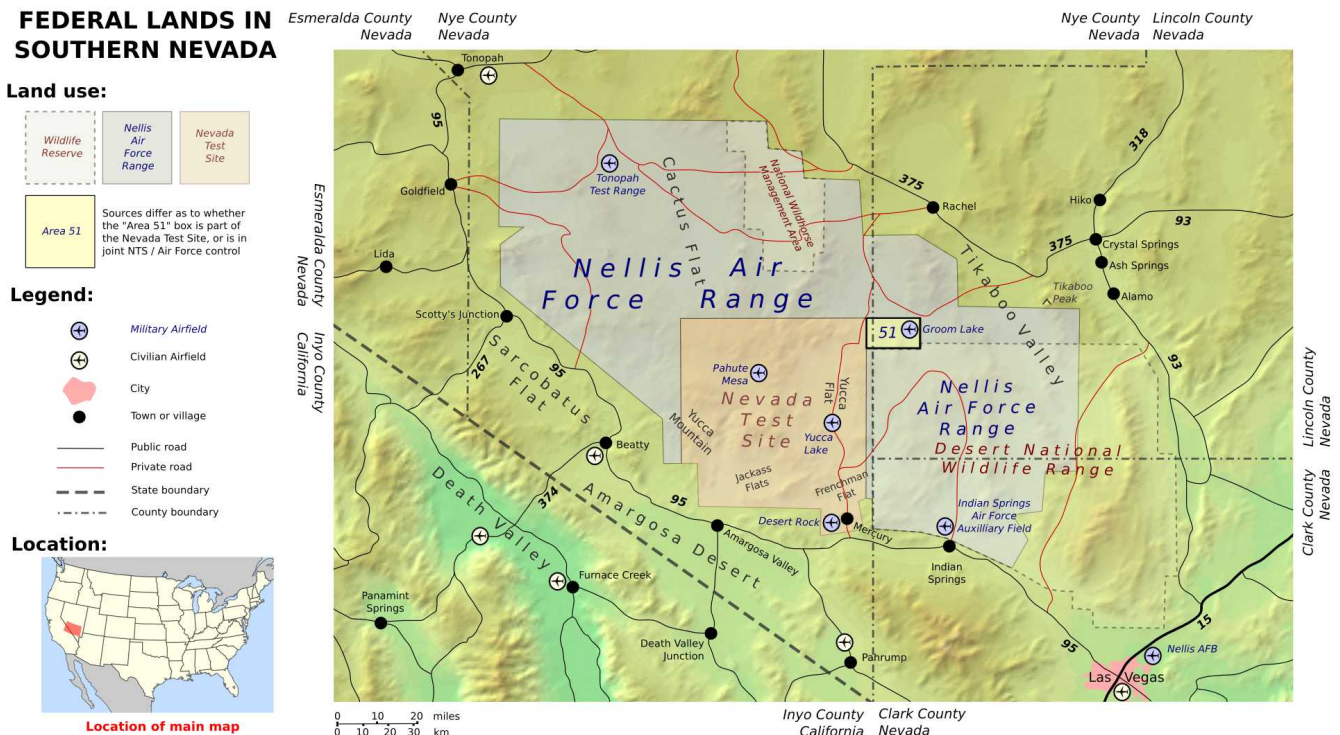 FEDERAL LANDS IN
SOUTHERN NEVADA
Land use:
Wildlife
Reserve
Nellis
Air
Force
Range
Nevada
Test
Site
Area 51
Sources differ as to whether
the "Area 51" box is part of
the Nevada Test Site, or is in
joint NTS / Air Force control
Legend:
Military Airfield
Civilian Airfield
City
Town or village
Public road
Private road
State boundary
County boundary
Location:
Location of main map
Esmeralda County
Nevada
Nye County
Nevada
Nye County
Nevada
Lincoln County
Nevada
Esmeralda County
Nevada
Inyo County
California
Lincoln County
Nevada
Clark County
Nevada
Inyo County
California
Clark County
Nevada
0 10 20 miles
0 10 20 30 km
Tonopah
95
318
Tonopah
Test Range
Cactus Flat
National Wildhorse
Management Area
375
Goldfield
Rachel
Hiko
93
375
Crystal Springs
Ash Springs
Lida
Nellis Air
Force Range
Tikaboo Valley
Tikaboo
Peak
Alamo
Scotty's Junction
51
Groom Lake
267
Sarcobatus
Flat
95
93
Pahute
Mesa
Yucca
Flat
Nevada
Test
Site
Nellis
Air Force
Range
Yucca
Mountain
Yucca
Lake
Beatty
Desert National
Wildlife Range
Jackass
Flats
Frenchman
Flat
374
Death Valley
Amargosa Desert
95
Desert Rock
Mercury
Indian Springs
Air Force
Auxilliary Field
Amargosa Valley
Indian
Springs
Furnace Creek
Panamint
Springs
Death Valley
Junction
Pahrump
95
15
Nellis AFB
Las Vegas